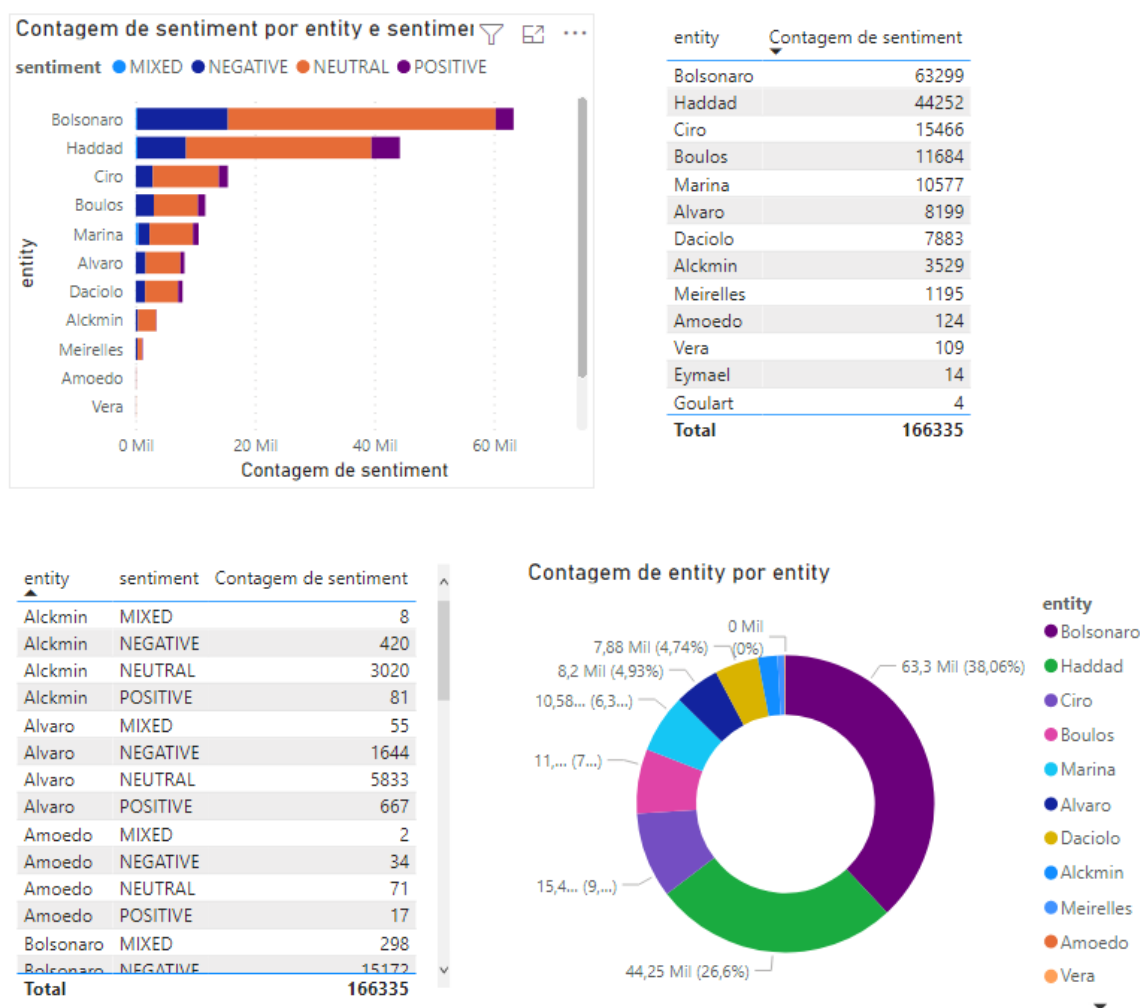 Contagem de sentiment por entity e sentimer
sentiment MIXED NEGATIVE NEUTRAL POSITIVE
entity
Bolsonaro
Haddad
Ciro
Boulos
Marina
Alvaro
Daciolo
Alckmin
Meirelles
Amoedo
Vera
0 Mil 20 Mil 40 Mil 60 Mil
Contagem de sentiment
entity Contagem de sentiment
Bolsonaro 63299
Haddad 44252
Ciro 15466
Boulos 11684
Marina 10577
Alvaro 8199
Daciolo 7883
Alckmin 3529
Meirelles 1195
Amoedo 124
Vera 109
Eymael 14
Goulart 4
Total 166335
entity sentiment Contagem de sentiment
Alckmin MIXED 8
Alckmin NEGATIVE 420
Alckmin NEUTRAL 3020
Alckmin POSITIVE 81
Alvaro MIXED 55
Alvaro NEGATIVE 1644
Alvaro NEUTRAL 5833
Alvaro POSITIVE 667
Amoedo MIXED 2
Amoedo NEGATIVE 34
Amoedo NEUTRAL 71
Amoedo POSITIVE 17
Bolsonaro MIXED 298
Bolsonaro NEGATIVE 15172
Total 166335
Contagem de entity por entity
0 Mil
(0%)
7,88 Mil (4,74%)
8,2 Mil (4,93%)
10,58... (6,3...)
11,... (7...)
15,4... (9,...)
44,25 Mil (26,6%)
63,3 Mil (38,06%)
entity
Bolsonaro
Haddad
Ciro
Boulos
Marina
Alvaro
Daciolo
Alckmin
Meirelles
Amoedo
Vera